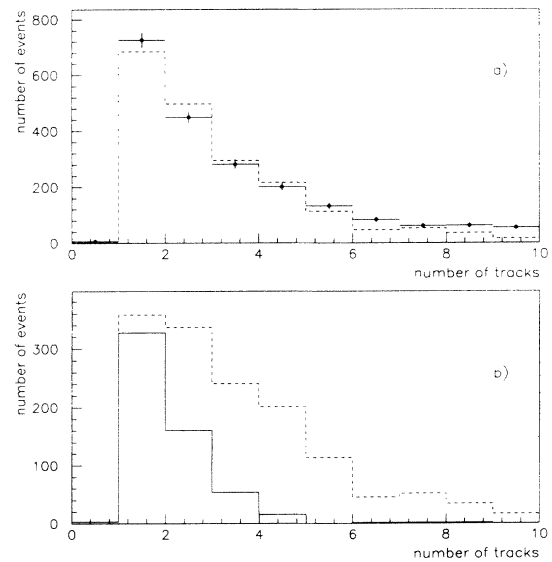 number of events
800
600
400
200
0
a)
0 2 4 6 8 10
number of tracks
number of events
300
200
100
0
b)
0 2 4 6 8 10
number of tracks